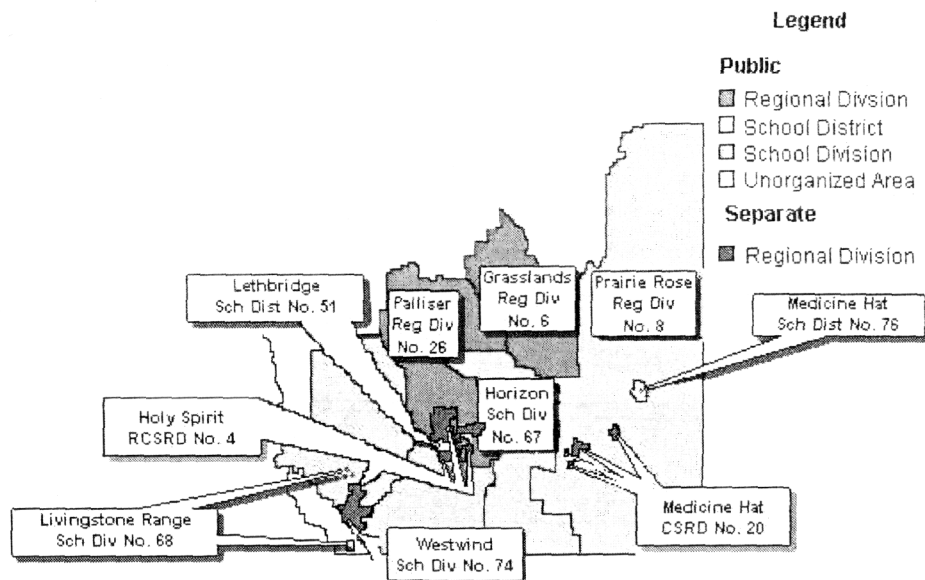 Legend
Public
Regional Divsion
School District
School Division
Unorganized Area
Separate
Regional Division
Lethbridge
Sch Dist No. 51
Palliser
Reg Div
No. 26
Grasslands
Reg Div
No. 6
Prairie Rose
Reg Div
No. 8
Medicine Hat
Sch Dist No. 76
Holy Spirit
RCSRD No. 4
Horizon
Sch Div
No. 67
Livingstone Range
Sch Div No. 68
Westwind
Sch Div No. 74
Medicine Hat
CSRD No. 20